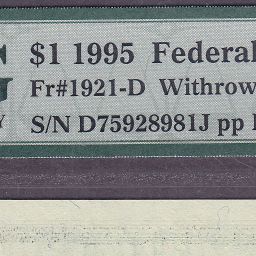 $1 1995 Federal
Fr#1921-D Withrow
S/N D75928981J pp